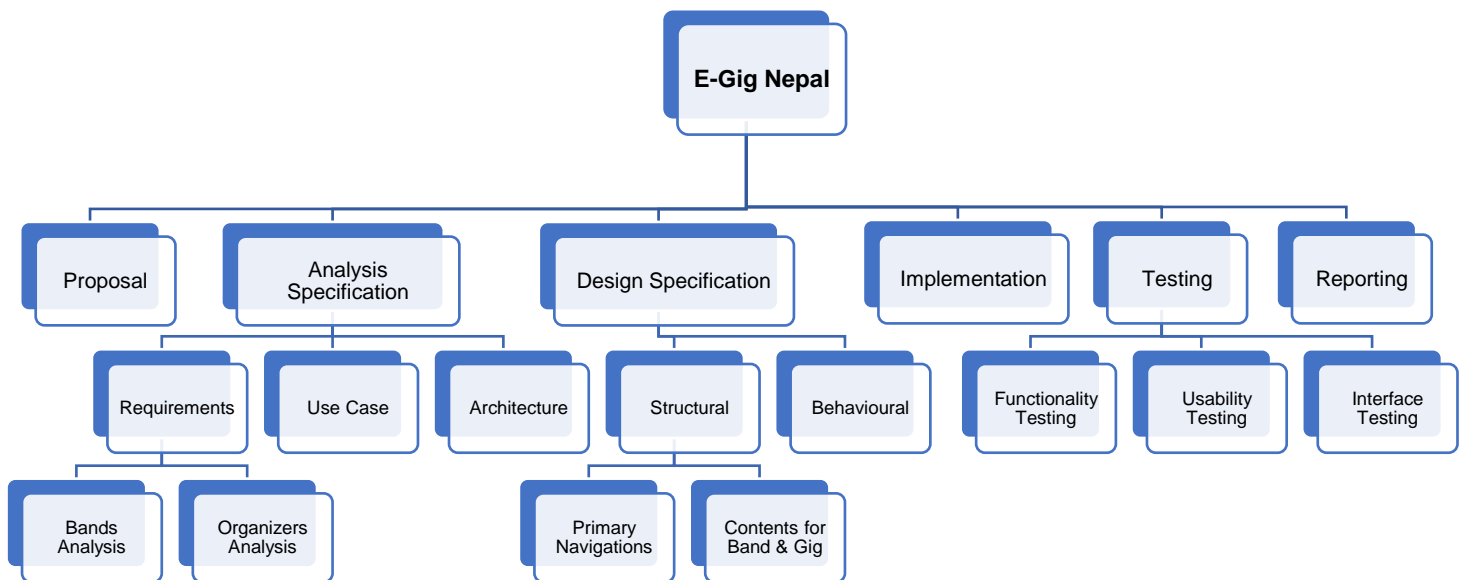 E-Gig Nepal
Proposal
Analysis
Specification
Design Specification
Implementation
Testing
Reporting
Requirements
Use Case
Architecture
Structural
Behavioural
Functionality
Testing
Usability
Testing
Interface
Testing
Bands
Analysis
Organizers
Analysis
Primary
Navigations
Contents for
Band & Gig